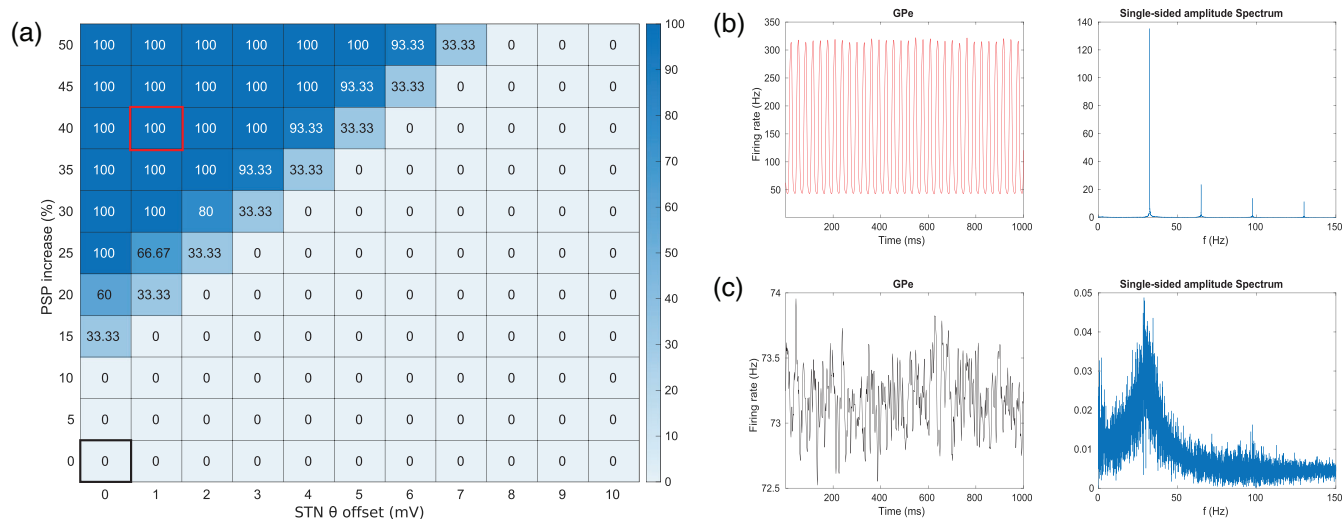 (a)
50 100 100 100 100 100 100 93.33 33.33 0 0 0
45 100 100 100 100 100 93.33 33.33 0 0 0 0
40 100 100 100 100 93.33 33.33 0 0 0 0 0
35 100 100 100 93.33 33.33 0 0 0 0 0 0
30 100 100 80 33.33 0 0 0 0 0 0 0
25 100 66.67 33.33 0 0 0 0 0 0 0 0
20 60 33.33 0 0 0 0 0 0 0 0 0
15 33.33 0 0 0 0 0 0 0 0 0 0
10 0 0 0 0 0 0 0 0 0 0 0
5 0 0 0 0 0 0 0 0 0 0 0
0 0 0 0 0 0 0 0 0 0 0 0
0 1 2 3 4 5 6 7 8 9 10
PSP increase (%)
STN θ offset (mV)
100
90
80
70
60
50
40
30
20
10
0
(b)
GPe
Firing rate (Hz)
350
300
250
200
150
100
50
200 400 600 800 1000
Time (ms)
Single-sided amplitude Spectrum
140
120
100
80
60
40
20
0
0 50 100 150
f (Hz)
(c)
GPe
Firing rate (Hz)
74
73.5
73
72.5
200 400 600 800 1000
Time (ms)
Single-sided amplitude Spectrum
0.05
0.04
0.03
0.02
0.01
0
0 50 100 150
f (Hz)